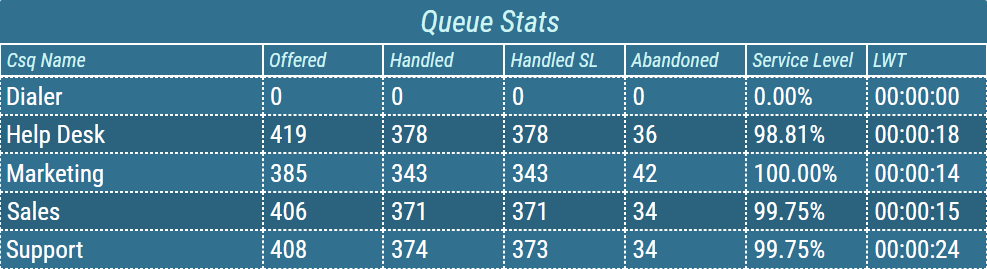 Queue Stats
Csq Name Offered Handled Handled SL Abandoned Service Level LWT
Dialer 0 0 0 0 0.00% 00:00:00
Help Desk 419 378 378 36 98.81% 00:00:18
Marketing 385 343 343 42 100.00% 00:00:14
Sales 406 371 371 34 99.75% 00:00:15
Support 408 374 373 34 99.75% 00:00:24